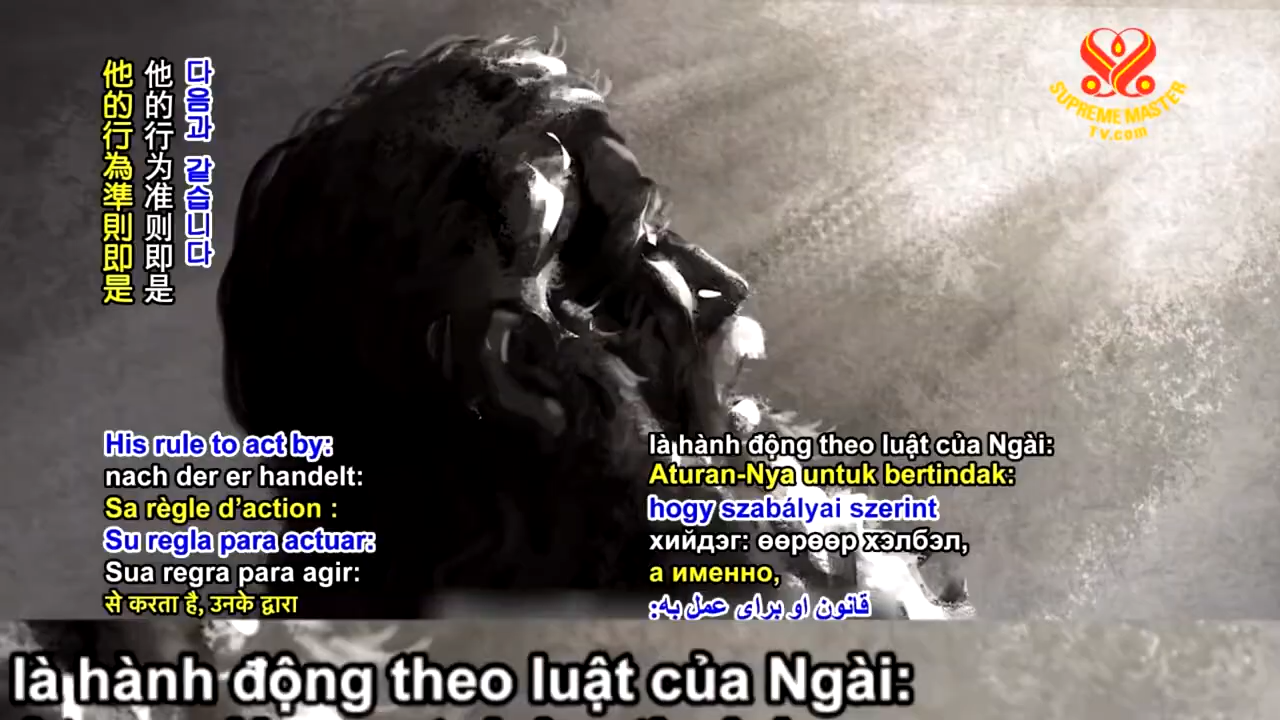 다음과 같습니다
他的行为准则即是
他的行為準則即是
SUPREME MASTER
TV.com
His rule to act by:
nach der er handelt:
Sa règle d’action :
Su regla para actuar:
Sua regra para agir:
से करता है, उनके द्वारा
là hành động theo luật của Ngài:
Aturan-Nya untuk bertindak:
hogy szabályai szerint
хийдэг: өөрөөр хэлбэл,
а именно,
قانون او برای عمل به:
là hành động theo luật của Ngài: